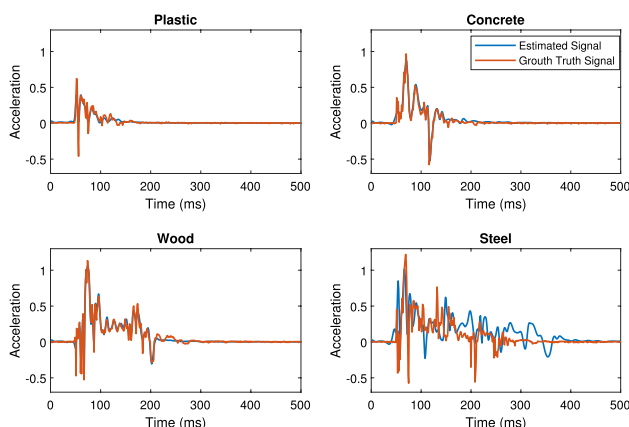 Plastic
Acceleration
1
0.5
0
-0.5
0 100 200 300 400 500
Time (ms)
Concrete
Estimated Signal
Grouth Truth Signal
Acceleration
1
0.5
0
-0.5
0 100 200 300 400 500
Time (ms)
Wood
Acceleration
1
0.5
0
-0.5
0 100 200 300 400 500
Time (ms)
Steel
Acceleration
1
0.5
0
-0.5
0 100 200 300 400 500
Time (ms)